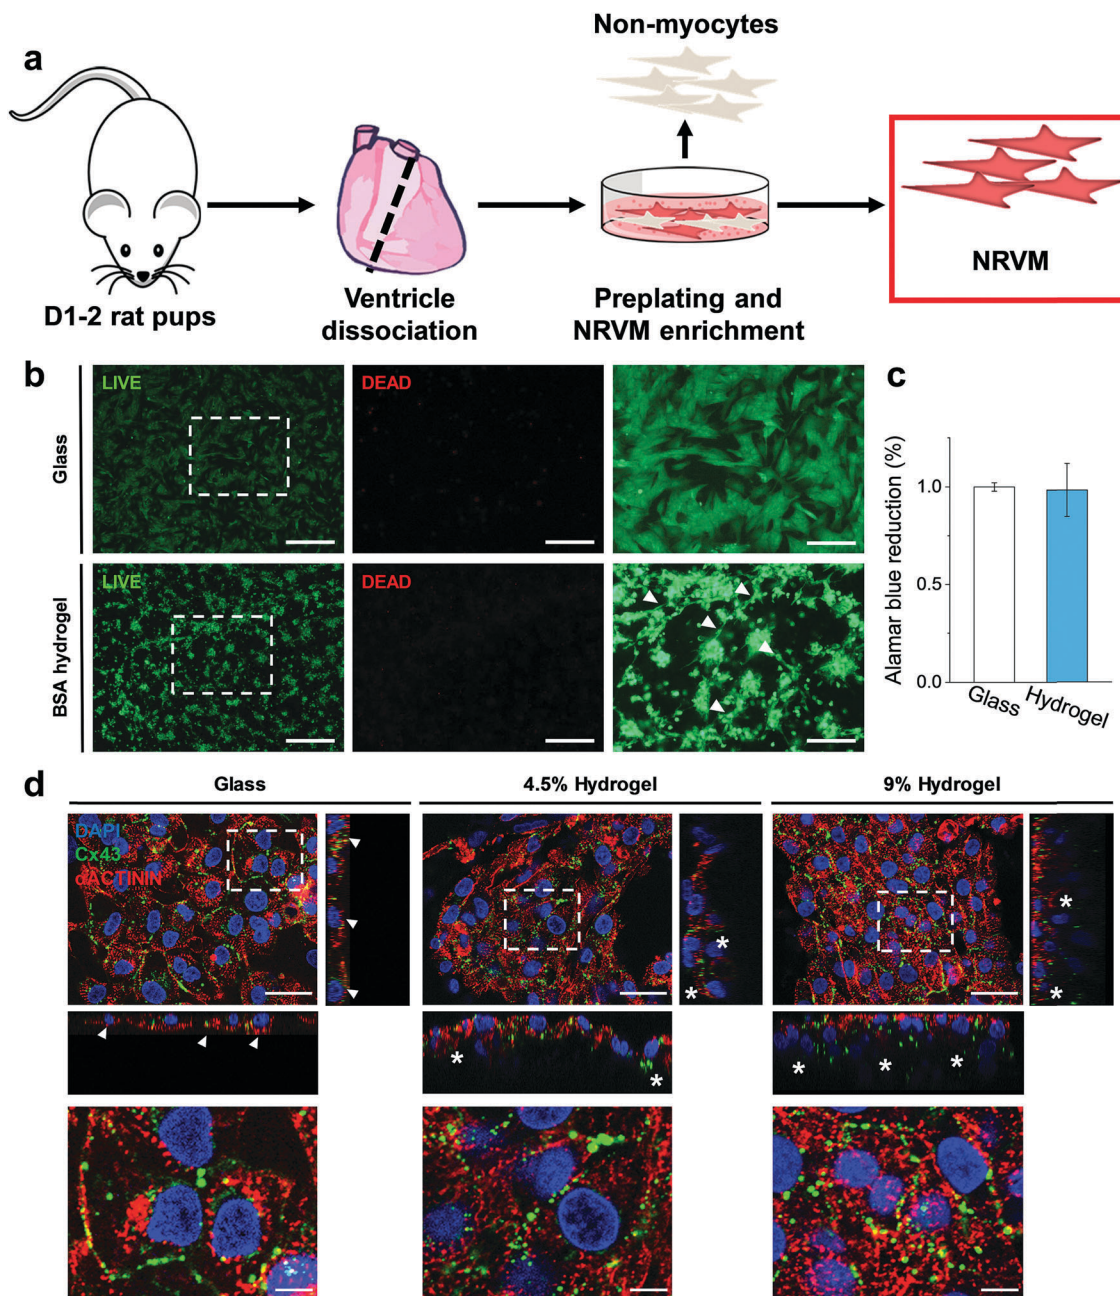 a
Non-myocytes
D1-2 rat pups
Ventricle
dissociation
Preplating and
NRVM enrichment
NRVM
b
Glass
LIVE
DEAD
BSA hydrogel
LIVE
DEAD
c
Alamar blue reduction (%)
1.0
0.5
0.0
Glass
Hydrogel
d
Glass
4.5% Hydrogel
9% Hydrogel
DAPI
Cx43
αACTININ
*
*
*
*
*
*
*
*
*